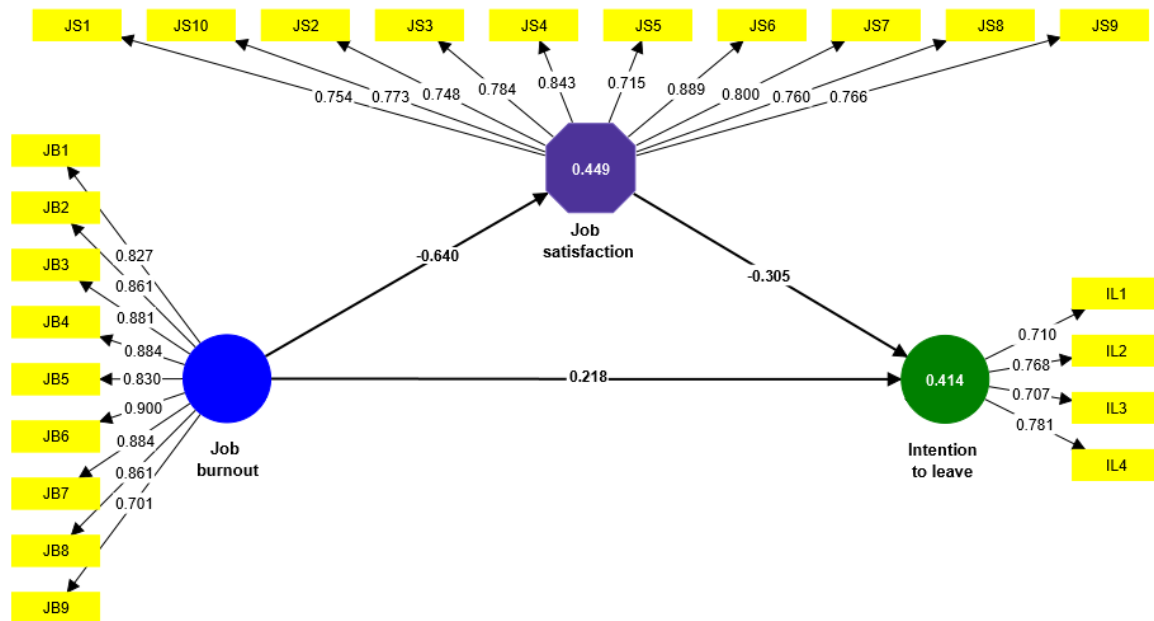 JS1 JS10 JS2 JS3 JS4 JS5 JS6 JS7 JS8 JS9
0.754 0.773 0.748 0.784 0.843 0.715 0.889 0.800 0.760 0.766
JB1
JB2
JB3
JB4
JB5
JB6
JB7
JB8
JB9
0.827
0.861
0.881
0.884
0.830
0.900
0.884
0.861
0.701
Job
burnout
-0.640
0.449
Job
satisfaction
-0.305
0.218
0.414
Intention
to leave
0.710
0.768
0.707
0.781
IL1
IL2
IL3
IL4